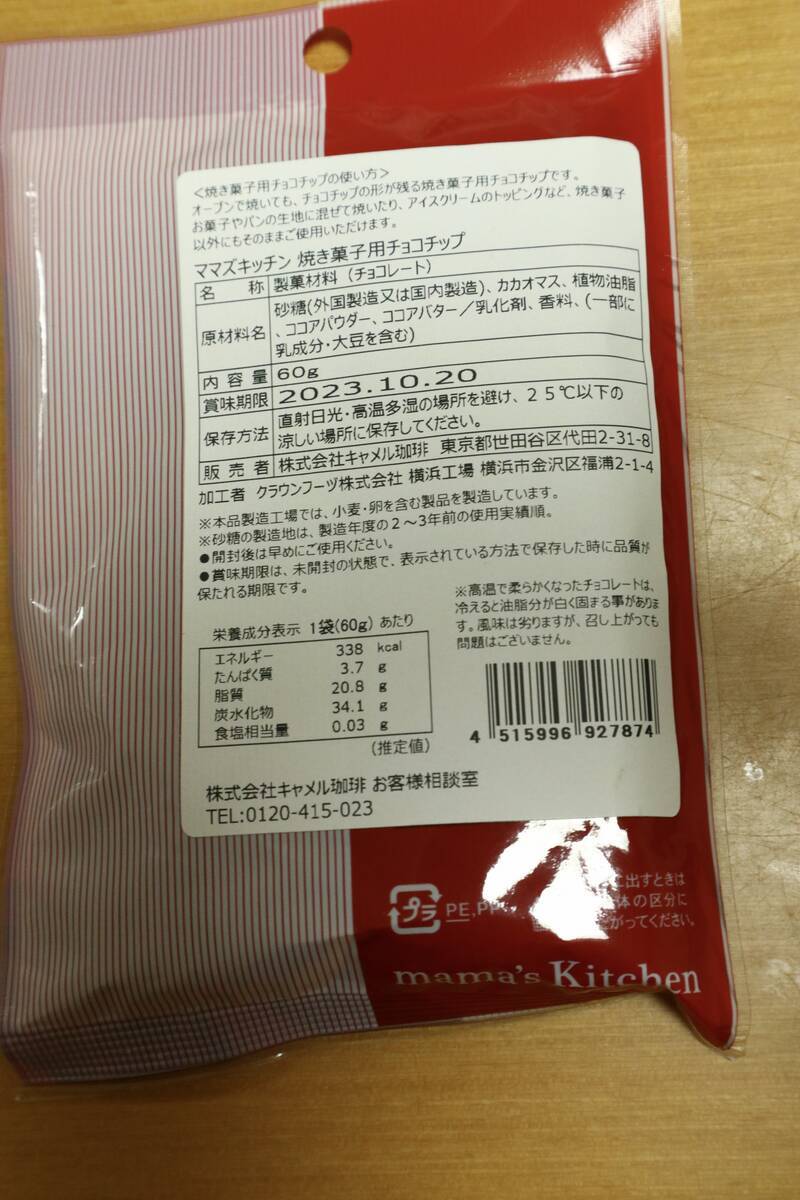 ＜焼き菓子用チョコチップの使い方＞
オーブンで焼いても、チョコチップの形が残る焼き菓子用チョコチップです。
お菓子やパンの生地に混ぜて焼いたり、アイスクリームのトッピングなど、焼き菓子
以外にもそのままご使用いただけます。
ママズキッチン 焼き菓子用チョコチップ
名 称 製菓材料（チョコレート）
原材料名 砂糖(外国製造又は国内製造)、カカオマス、植物油脂
、ココアパウダー、ココアバター／乳化剤、香料、(一部に
乳成分・大豆を含む)
内 容 量 60g
賞味期限 2023.10.20
保存方法 直射日光・高温多湿の場所を避け、２５℃以下の
涼しい場所に保存してください。
販 売 者 株式会社キャメル珈琲 東京都世田谷区代田2-31-8
加工者 クラウンフーヅ株式会社 横浜工場 横浜市金沢区福浦2-1-4
※本品製造工場では、小麦・卵を含む製品を製造しています。
※砂糖の製造地は、製造年度の２～3年前の使用実績順。
●開封後は早めにご使用ください。
●賞味期限は、未開封の状態で、表示されている方法で保存した時に品質が
保たれる期限です。
※高温で柔らかくなったチョコレートは、
冷えると油脂分が白く固まる事がありま
す。風味は劣りますが、召し上がっても
問題はございません。
栄養成分表示 1袋(60g) あたり
エネルギー 338 kcal
たんぱく質 3.7 g
脂質 20.8 g
炭水化物 34.1 g
食塩相当量 0.03 g
(推定値)
4 515996 927874
株式会社キャメル珈琲 お客様相談室
TEL:0120-415-023
プラ PE,PP
に出すときは
体の区分に
がってください。
mama's Kitchen